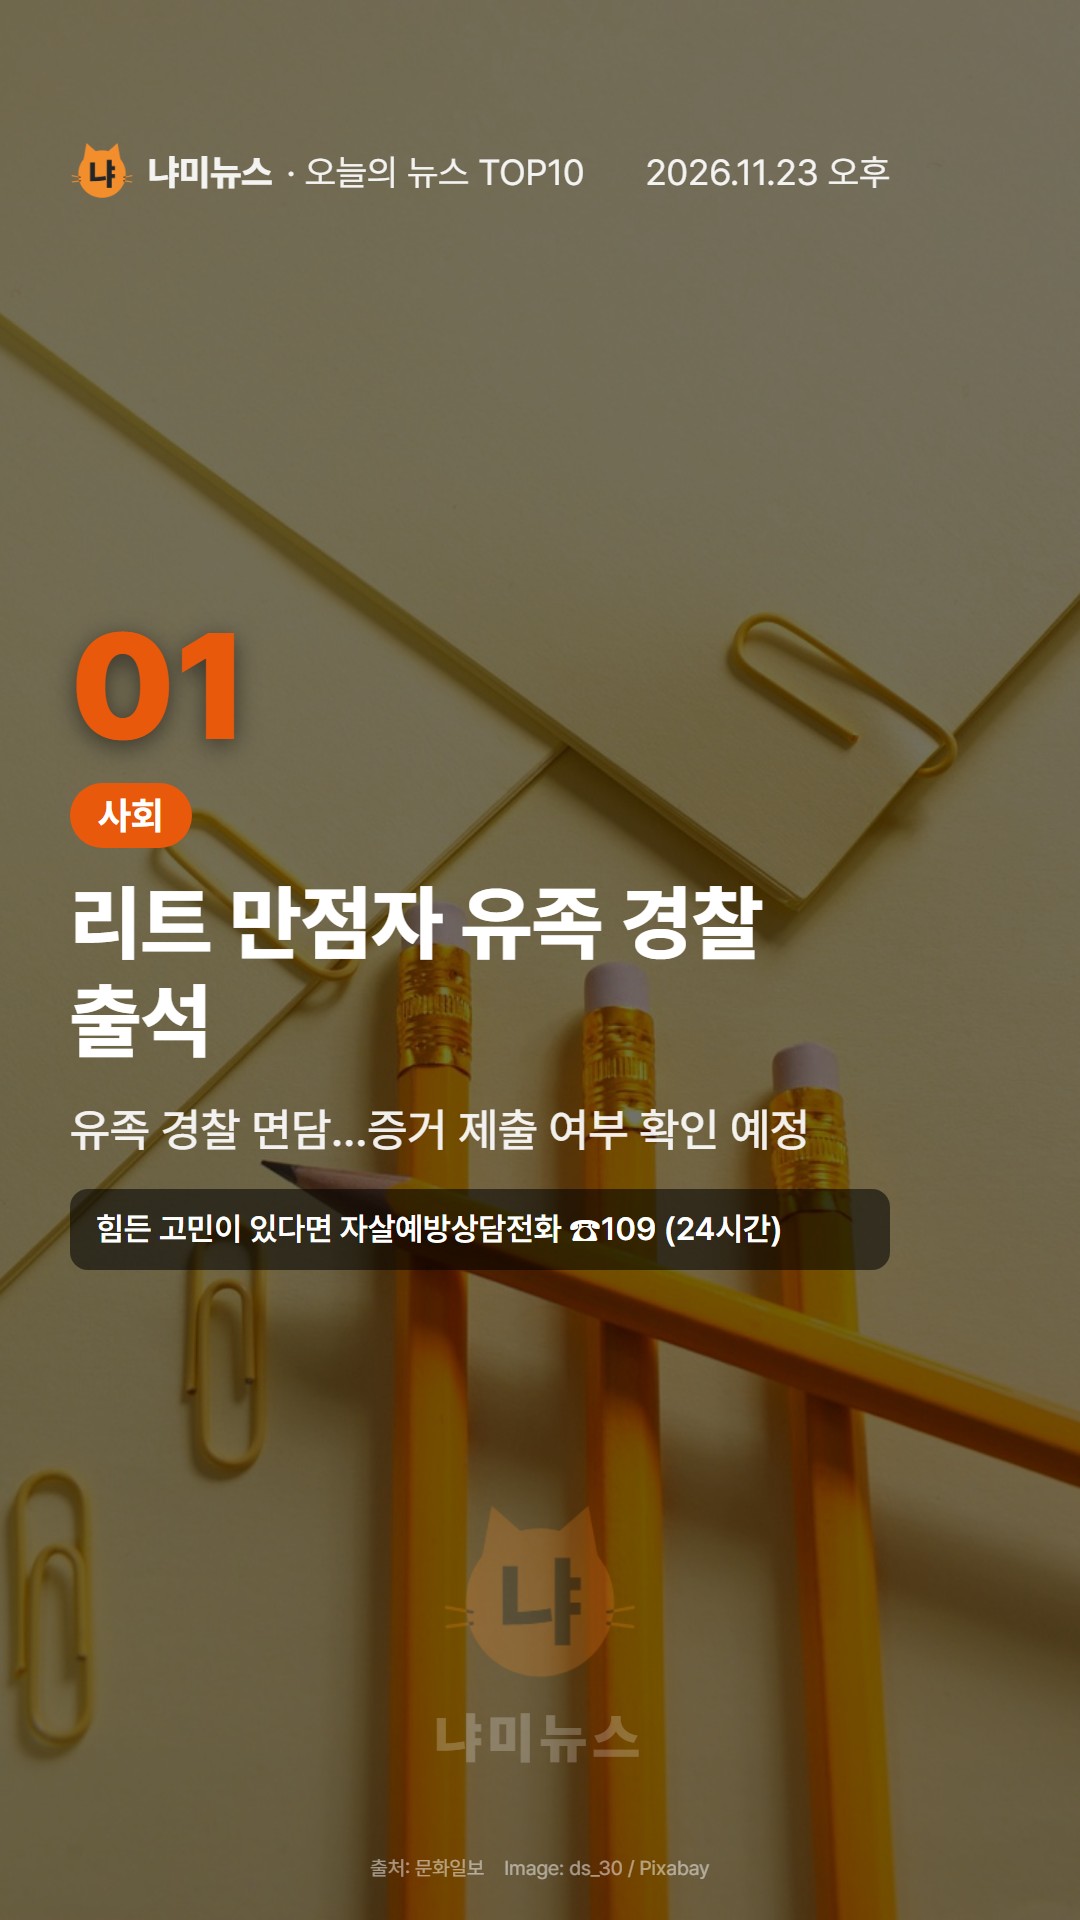 냐 냐미뉴스 · 오늘의 뉴스 TOP10 2026.11.23 오후
01
사회
리트 만점자 유족 경찰
출석
유족 경찰 면담...증거 제출 여부 확인 예정
힘든 고민이 있다면 자살예방상담전화 ☎109 (24시간)
냐
냐미뉴스
출처: 문화일보 Image: ds_30 / Pixabay